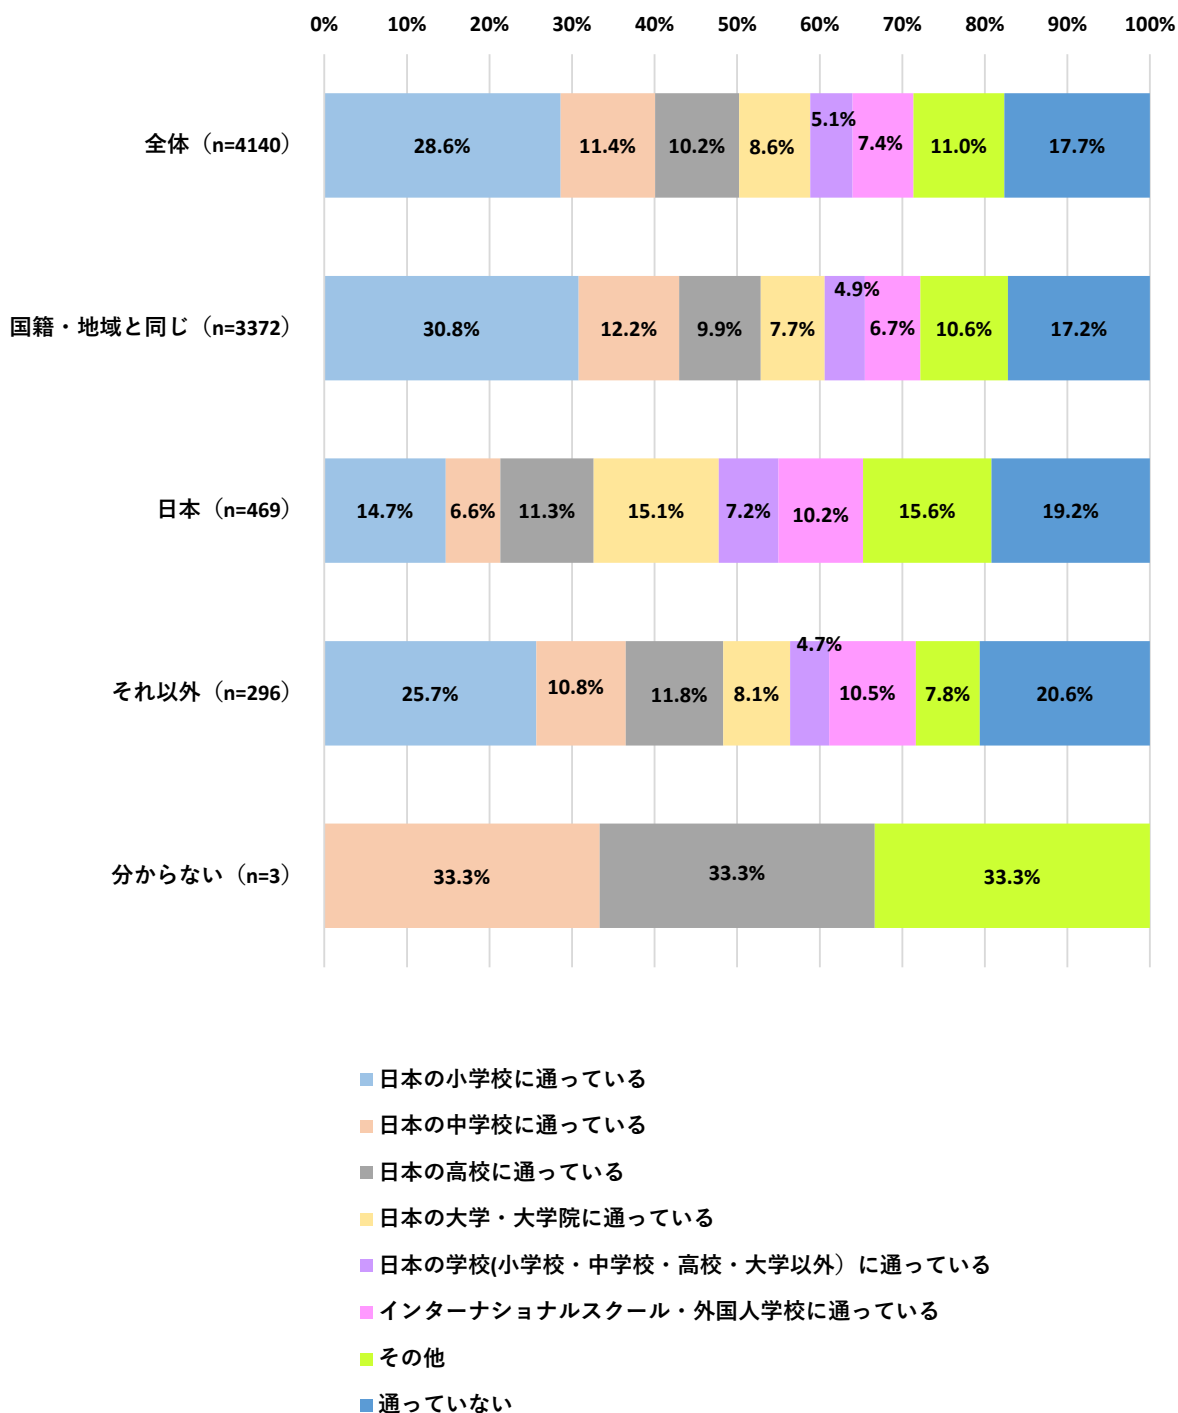 0% 10% 20% 30% 40% 50% 60% 70% 80% 90% 100%
全体（n=4140） 28.6% 11.4% 10.2% 8.6% 5.1% 7.4% 11.0% 17.7%
国籍・地域と同じ（n=3372） 30.8% 12.2% 9.9% 7.7% 4.9% 6.7% 10.6% 17.2%
日本（n=469） 14.7% 6.6% 11.3% 15.1% 7.2% 10.2% 15.6% 19.2%
それ以外（n=296） 25.7% 10.8% 11.8% 8.1% 4.7% 10.5% 7.8% 20.6%
分からない（n=3） 33.3% 33.3% 33.3%
日本の小学校に通っている
日本の中学校に通っている
日本の高校に通っている
日本の大学・大学院に通っている
日本の学校(小学校・中学校・高校・大学以外）に通っている
インターナショナルスクール・外国人学校に通っている
その他
通っていない